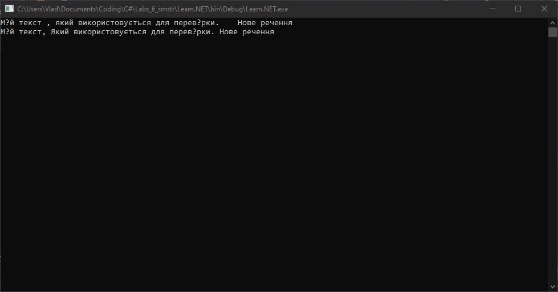 C:\Users\Vlad\Documents\Coding\C#\Labs_6_smstr\Learn.NET\bin\Debug\Learn.NET.exe
М?й текст , який використовується для перев?рки.    Нове речення
М?й текст, Який використовується для перев?рки. Нове речення